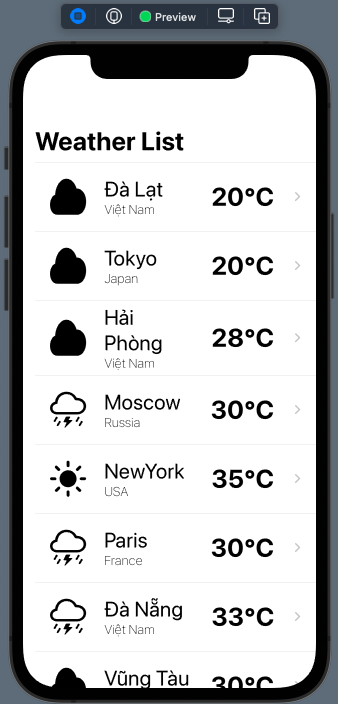 Preview
Weather List
Đà Lạt
20°C
Việt Nam
Tokyo
20°C
Japan
Hải
Phòng
28°C
Việt Nam
Moscow
30°C
Russia
NewYork
35°C
USA
Paris
30°C
France
Đà Nẵng
33°C
Việt Nam
Vũng Tàu
30°C